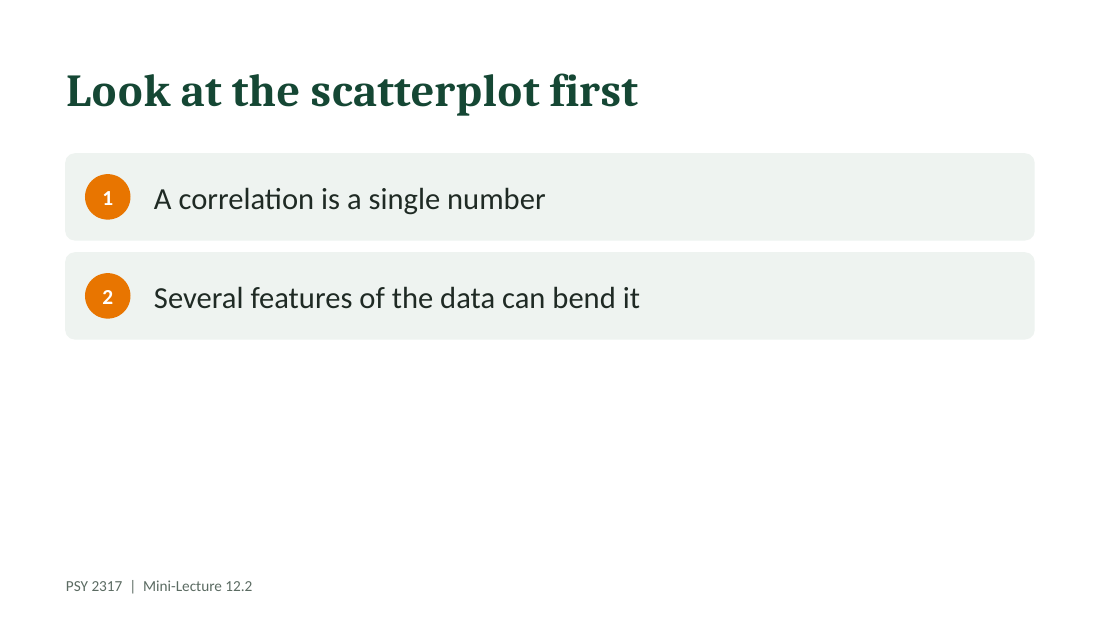 Look at the scatterplot first
1 A correlation is a single number
2 Several features of the data can bend it
PSY 2317 | Mini-Lecture 12.2